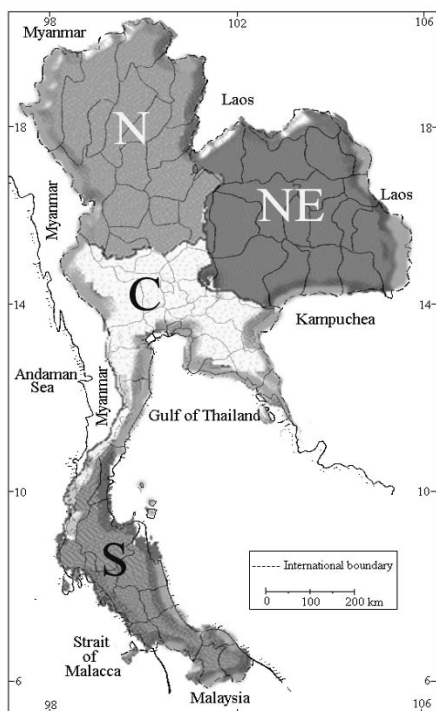 98 102 106
Myanmar
N
Laos
18 18
NE
Laos
Myanmar
C
14 14
Kampuchea
Andaman
Sea
Myanmar
Gulf of Thailand
10 10
S
International boundary
0 100 200 km
Strait
of
Malacca
6 6
Malaysia
98 102 106